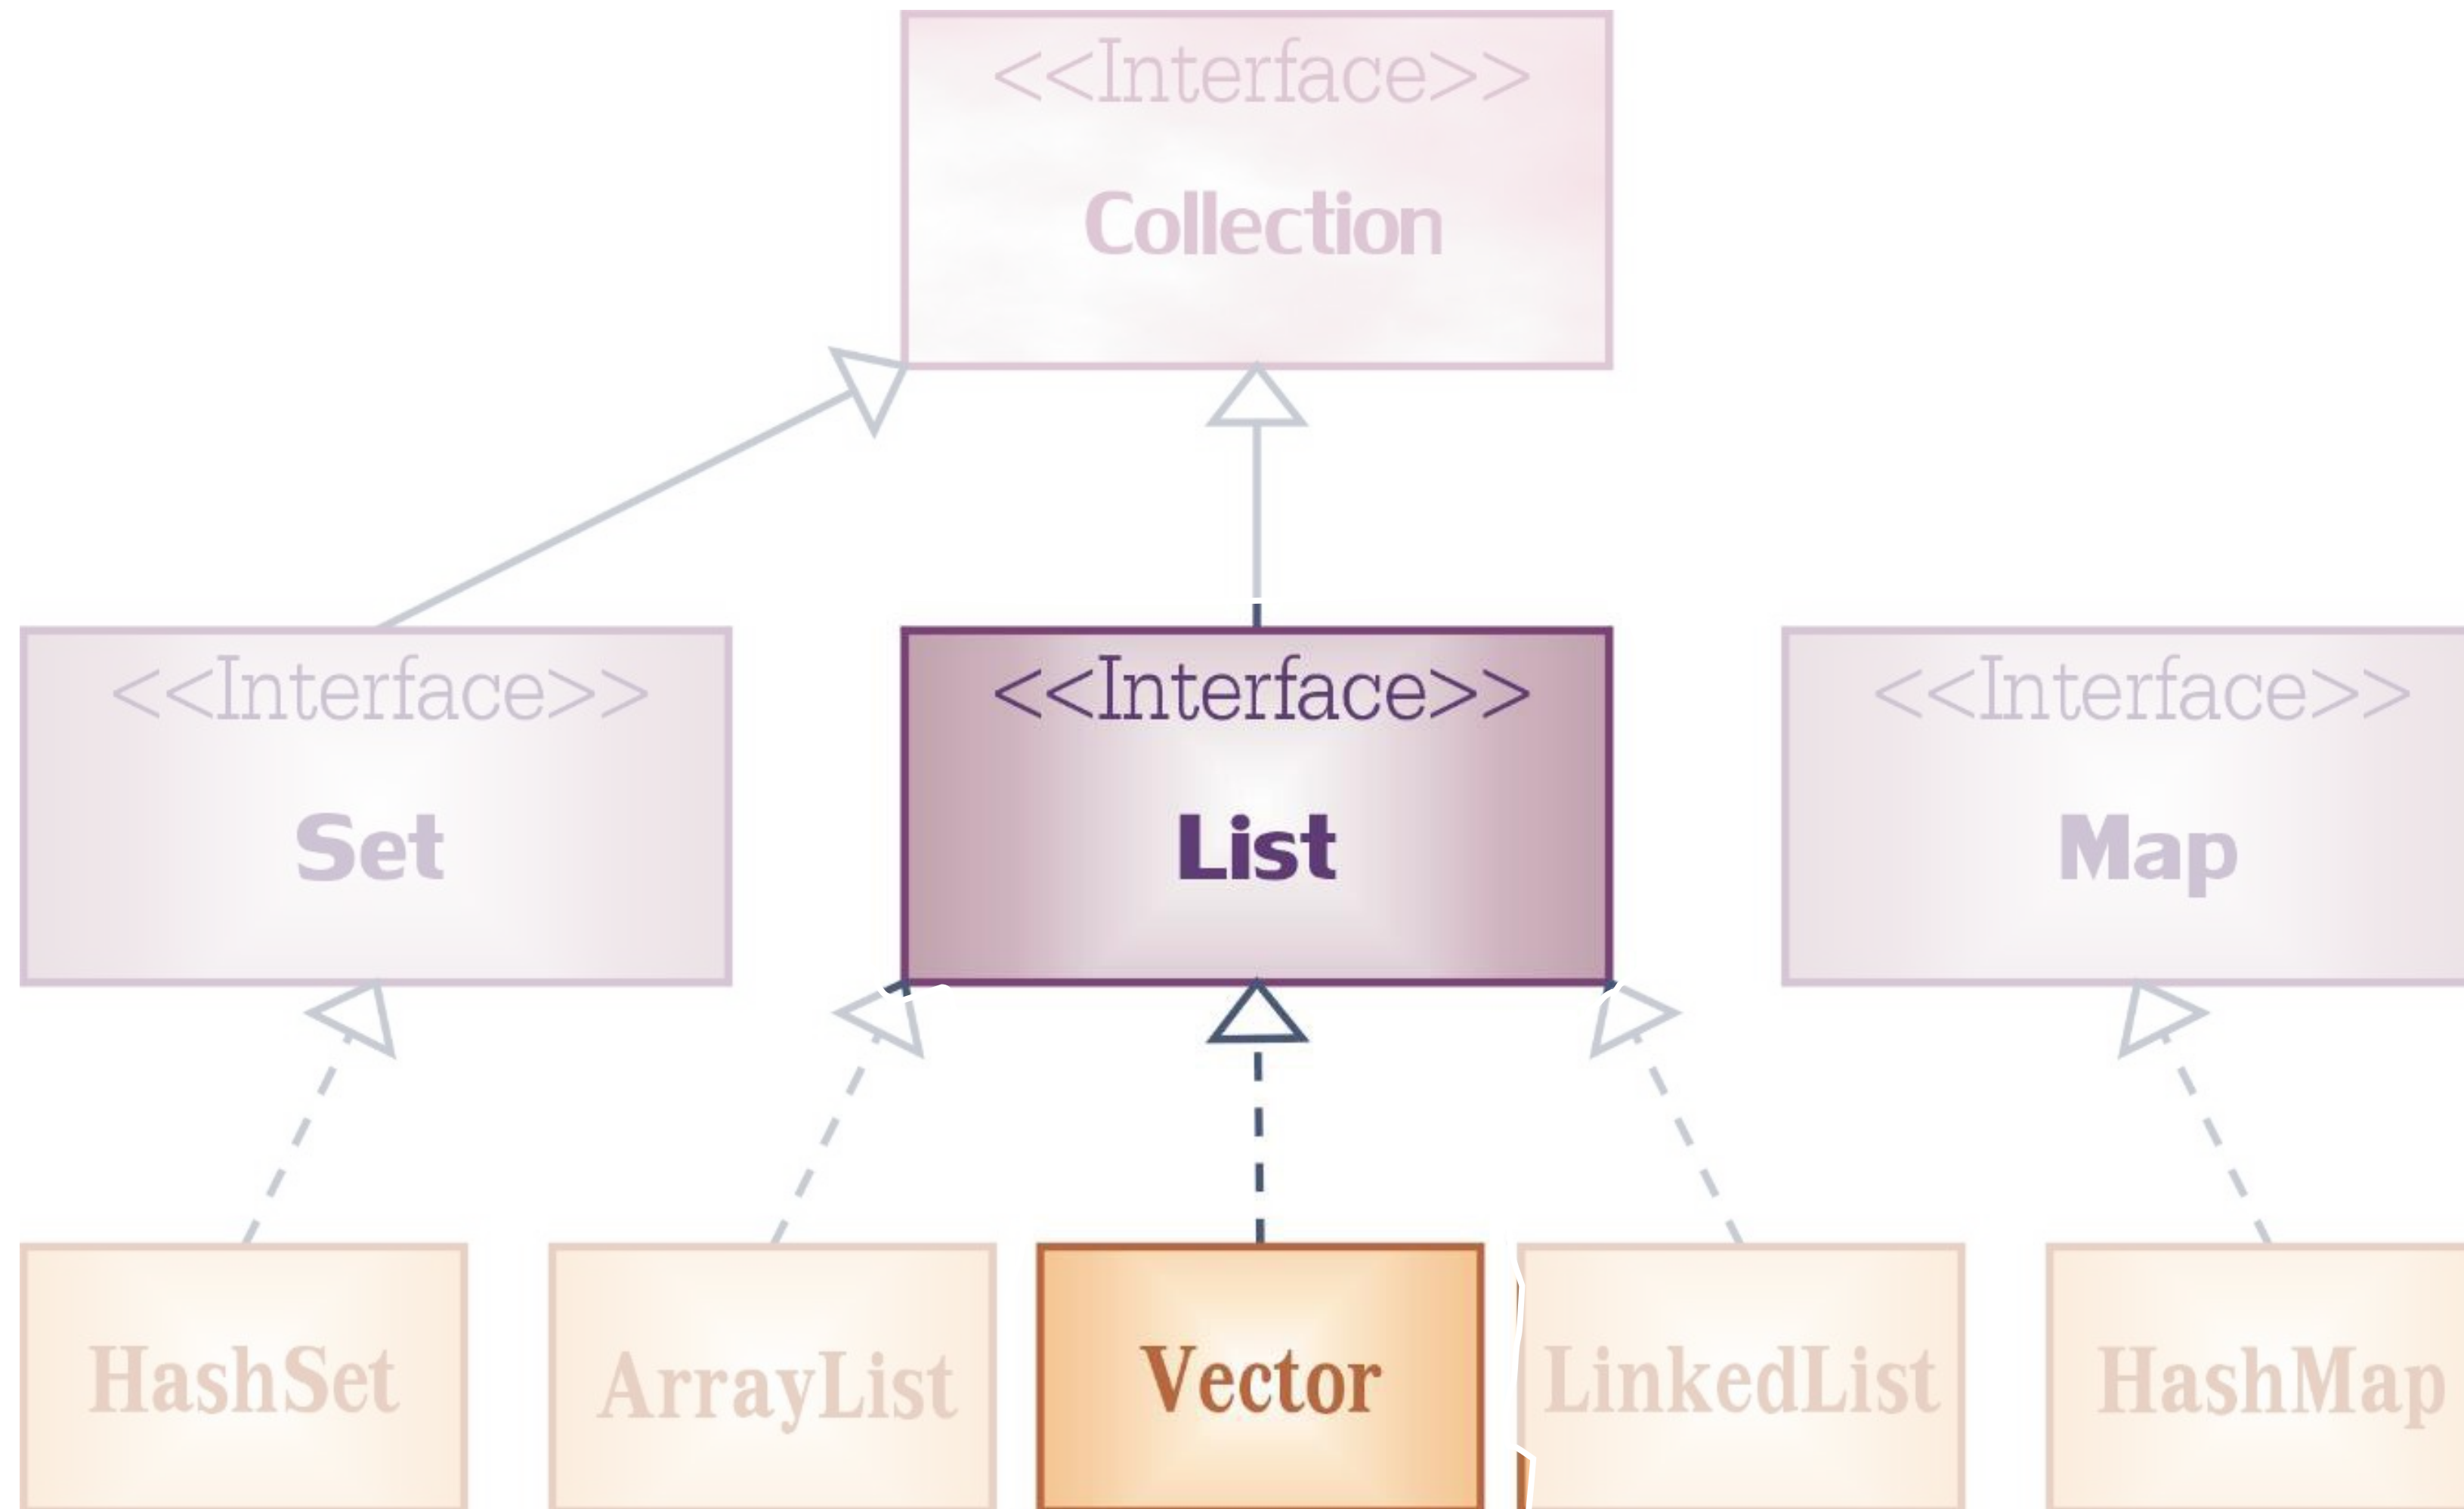 <<Interface>>
Collection
<<Interface>>
Set
<<Interface>>
List
<<Interface>>
Map
HashSet
ArrayList
Vector
LinkedList
HashMap